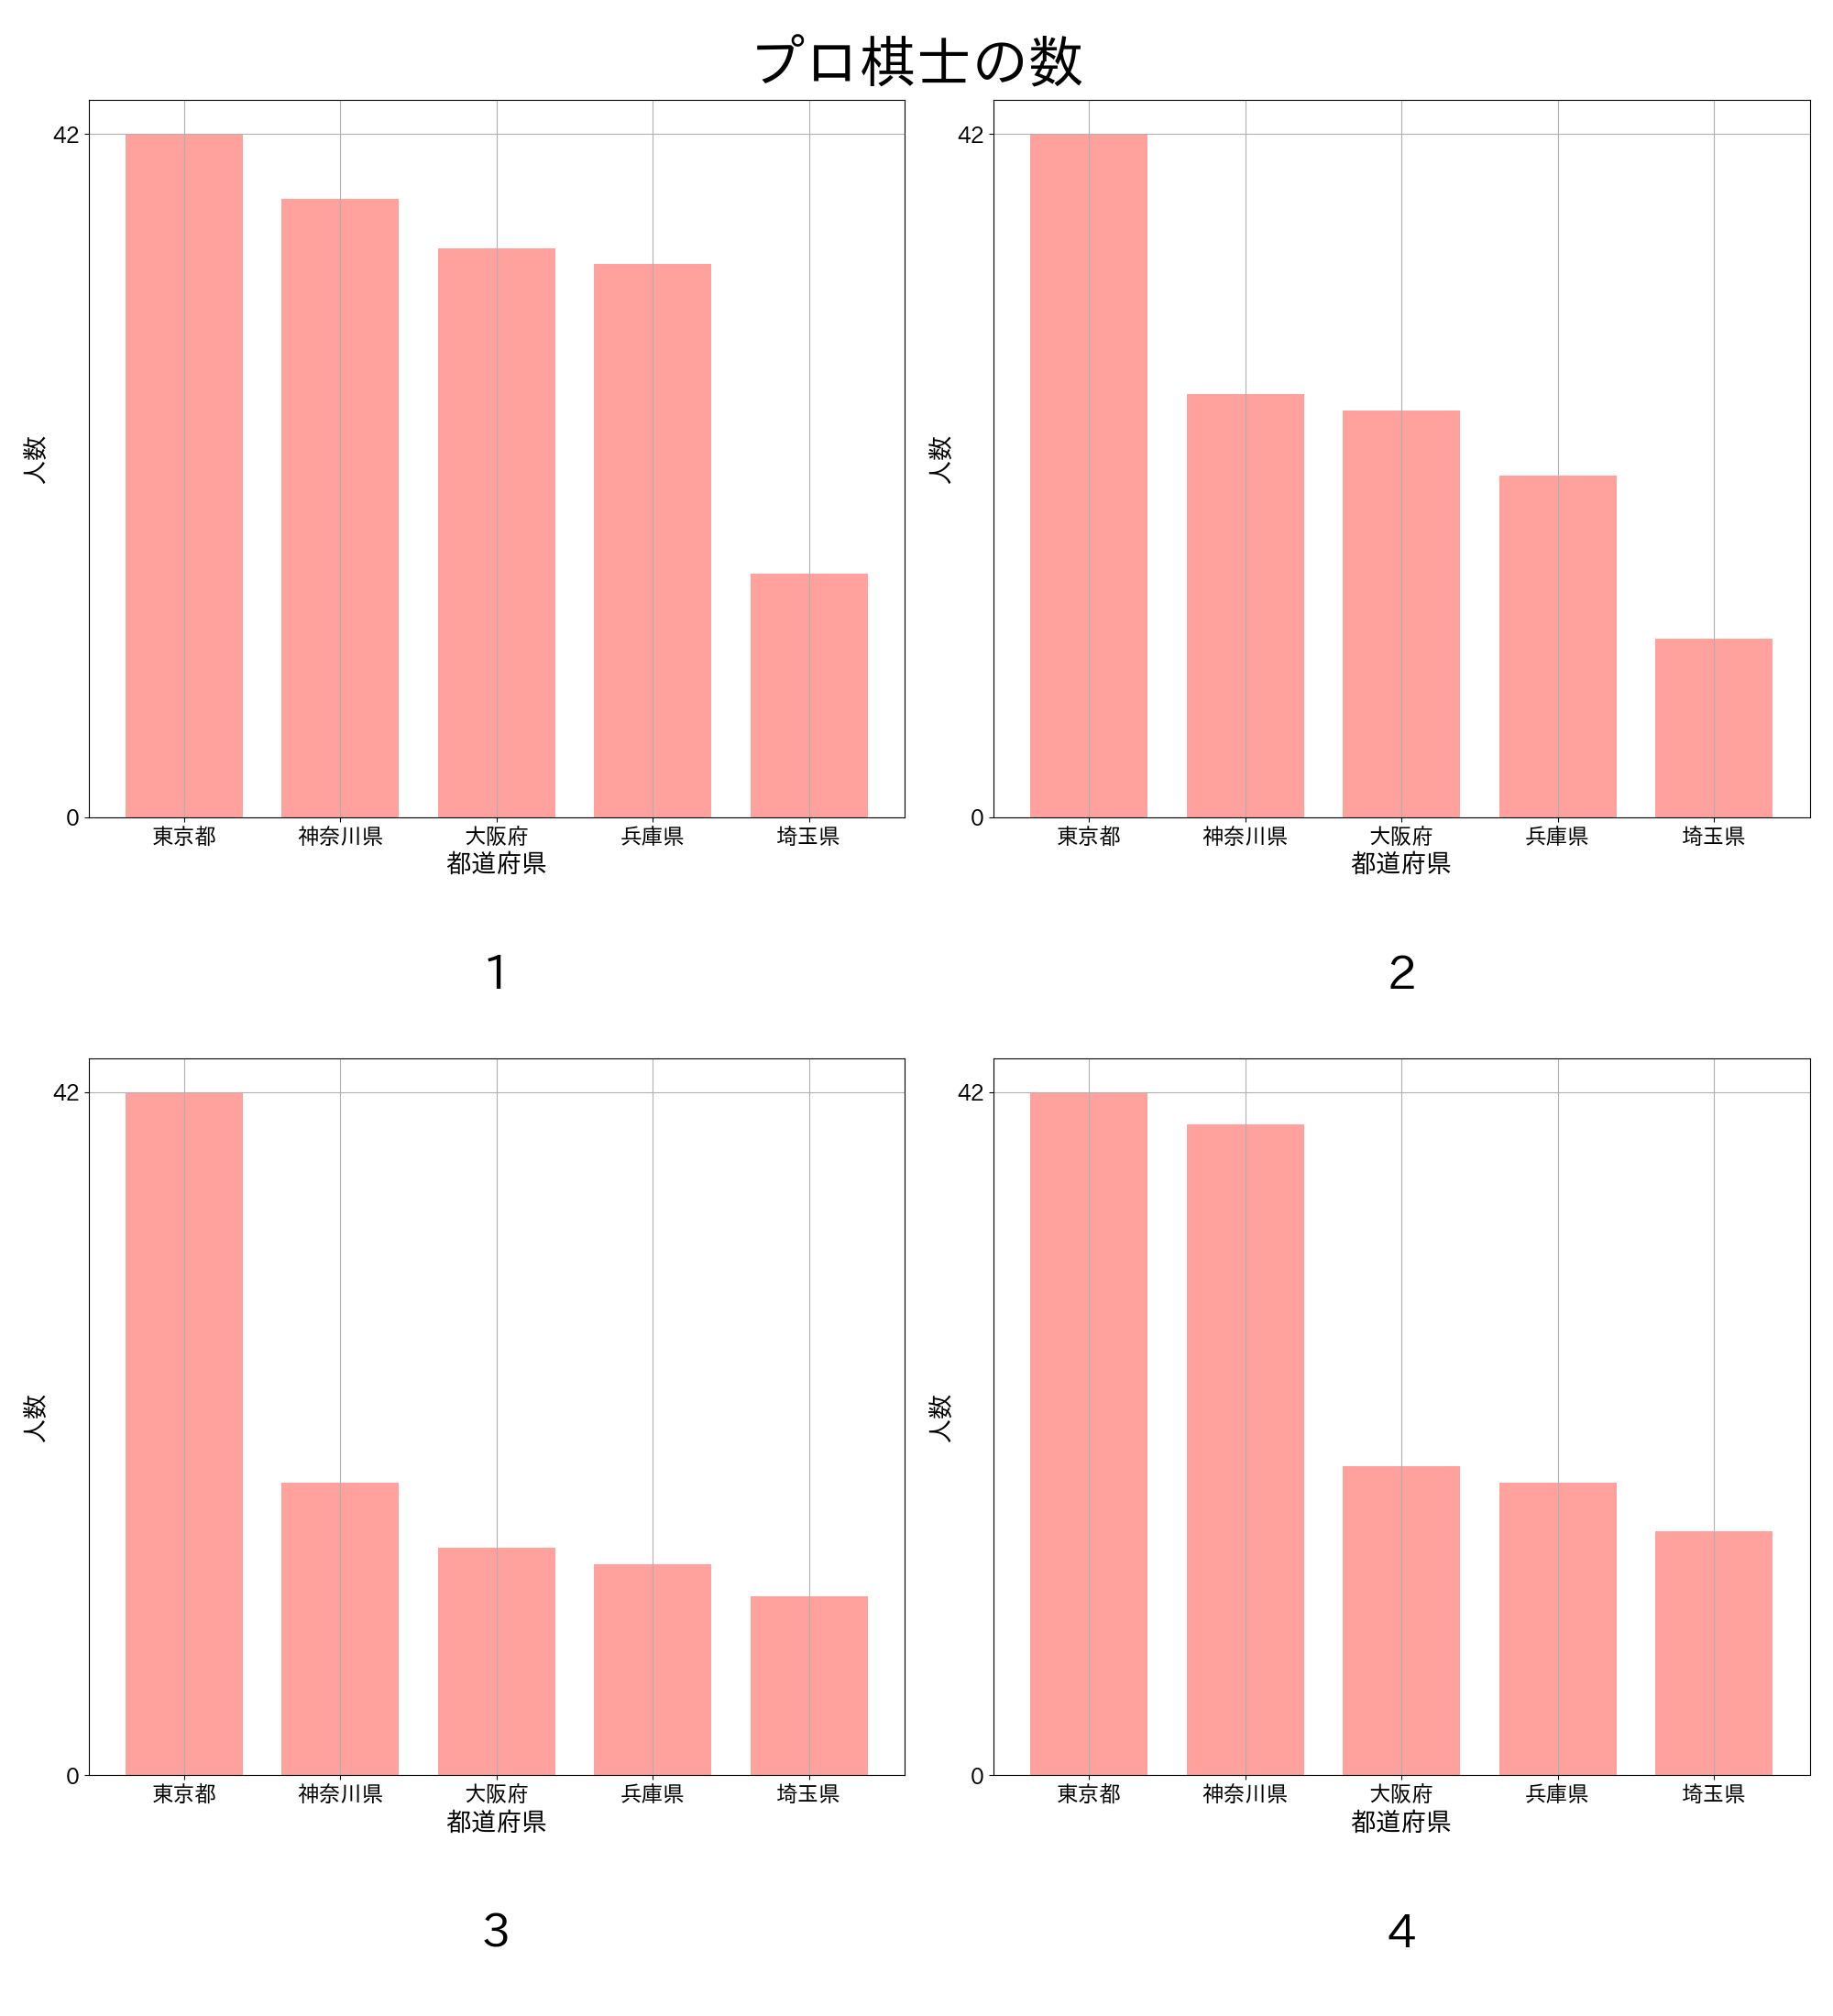 プロ棋士の数
42
0
人数
東京都 神奈川県 大阪府 兵庫県 埼玉県
都道府県
1
42
0
人数
東京都 神奈川県 大阪府 兵庫県 埼玉県
都道府県
2
42
0
人数
東京都 神奈川県 大阪府 兵庫県 埼玉県
都道府県
3
42
0
人数
東京都 神奈川県 大阪府 兵庫県 埼玉県
都道府県
4